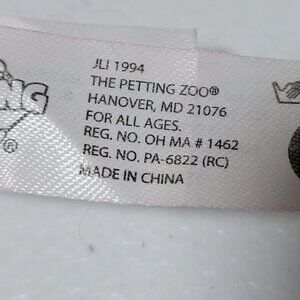 JLI 1994
THE PETTING ZOO®
HANOVER, MD 21076
FOR ALL AGES.
REG. NO. OH MA # 1462
REG. NO. PA-6822 (RC)
MADE IN CHINA